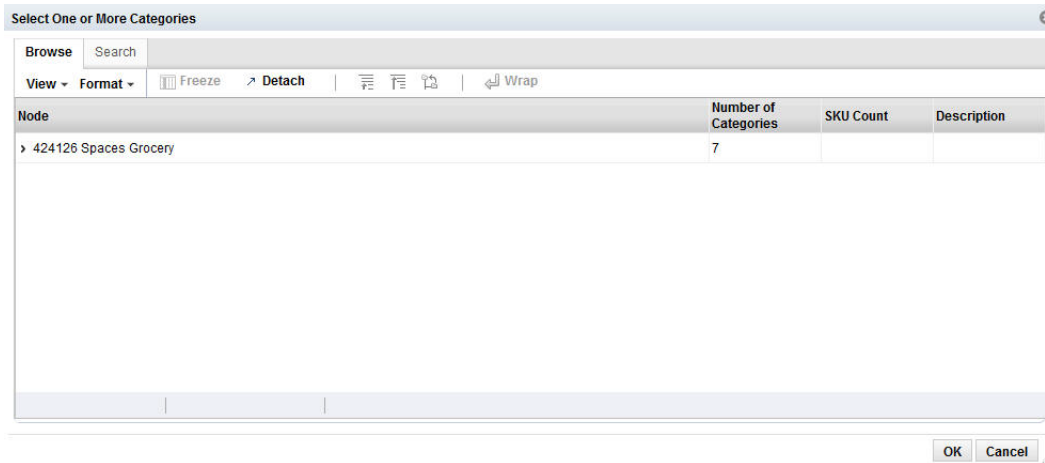 Select One or More Categories
Browse Search
View Format Freeze Detach Wrap
Node Number of Categories SKU Count Description
424126 Spaces Grocery 7
OK Cancel